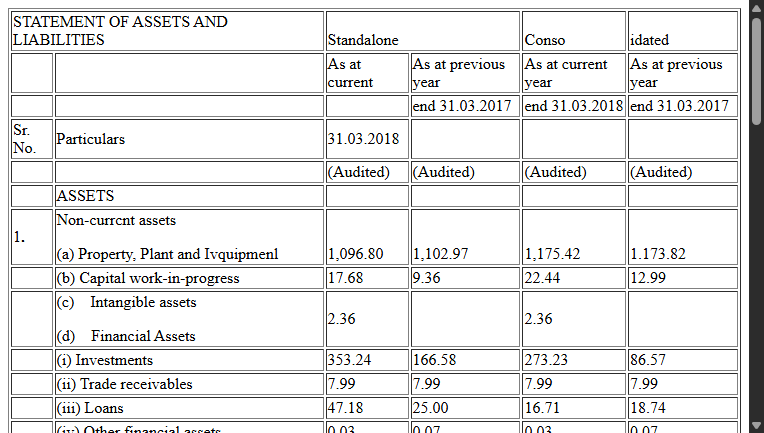 STATEMENT OF ASSETS AND
LIABILITIES Standalone Conso idated
As at As at previous As at current As at previous
current year year year
end 31.03.2017 end 31.03.2018 end 31.03.2017
Sr.
No. Particulars 31.03.2018
(Audited) (Audited) (Audited) (Audited)
ASSETS
Non-currcnt assets
1.
(a) Property, Plant and Ivquipmenl 1,096.80 1,102.97 1,175.42 1.173.82
(b) Capital work-in-progress 17.68 9.36 22.44 12.99
(c) Intangible assets
2.36 2.36
(d) Financial Assets
(i) Investments 353.24 166.58 273.23 86.57
(ii) Trade receivables 7.99 7.99 7.99 7.99
(iii) Loans 47.18 25.00 16.71 18.74
(iv) Other financial assets 0.03 0.07 0.03 0.07